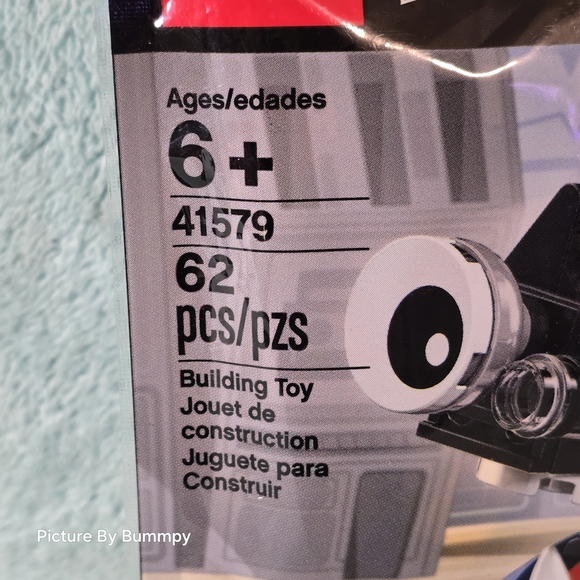 Ages/edades
6+
41579
62
pcs/pzs
Building Toy
Jouet de
construction
Juguete para
Construir
Picture By Bummpy